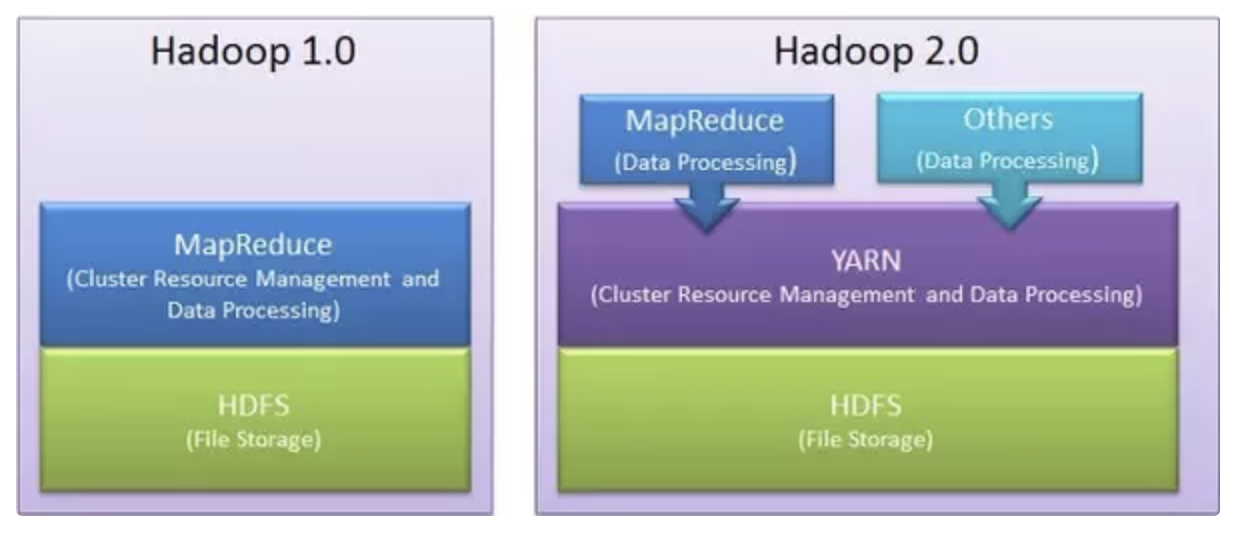 Hadoop 1.0
MapReduce
(Cluster Resource Management and
Data Processing)
HDFS
(File Storage)
Hadoop 2.0
MapReduce
(Data Processing)
Others
(Data Processing)
YARN
(Cluster Resource Management and Data Processing)
HDFS
(File Storage)